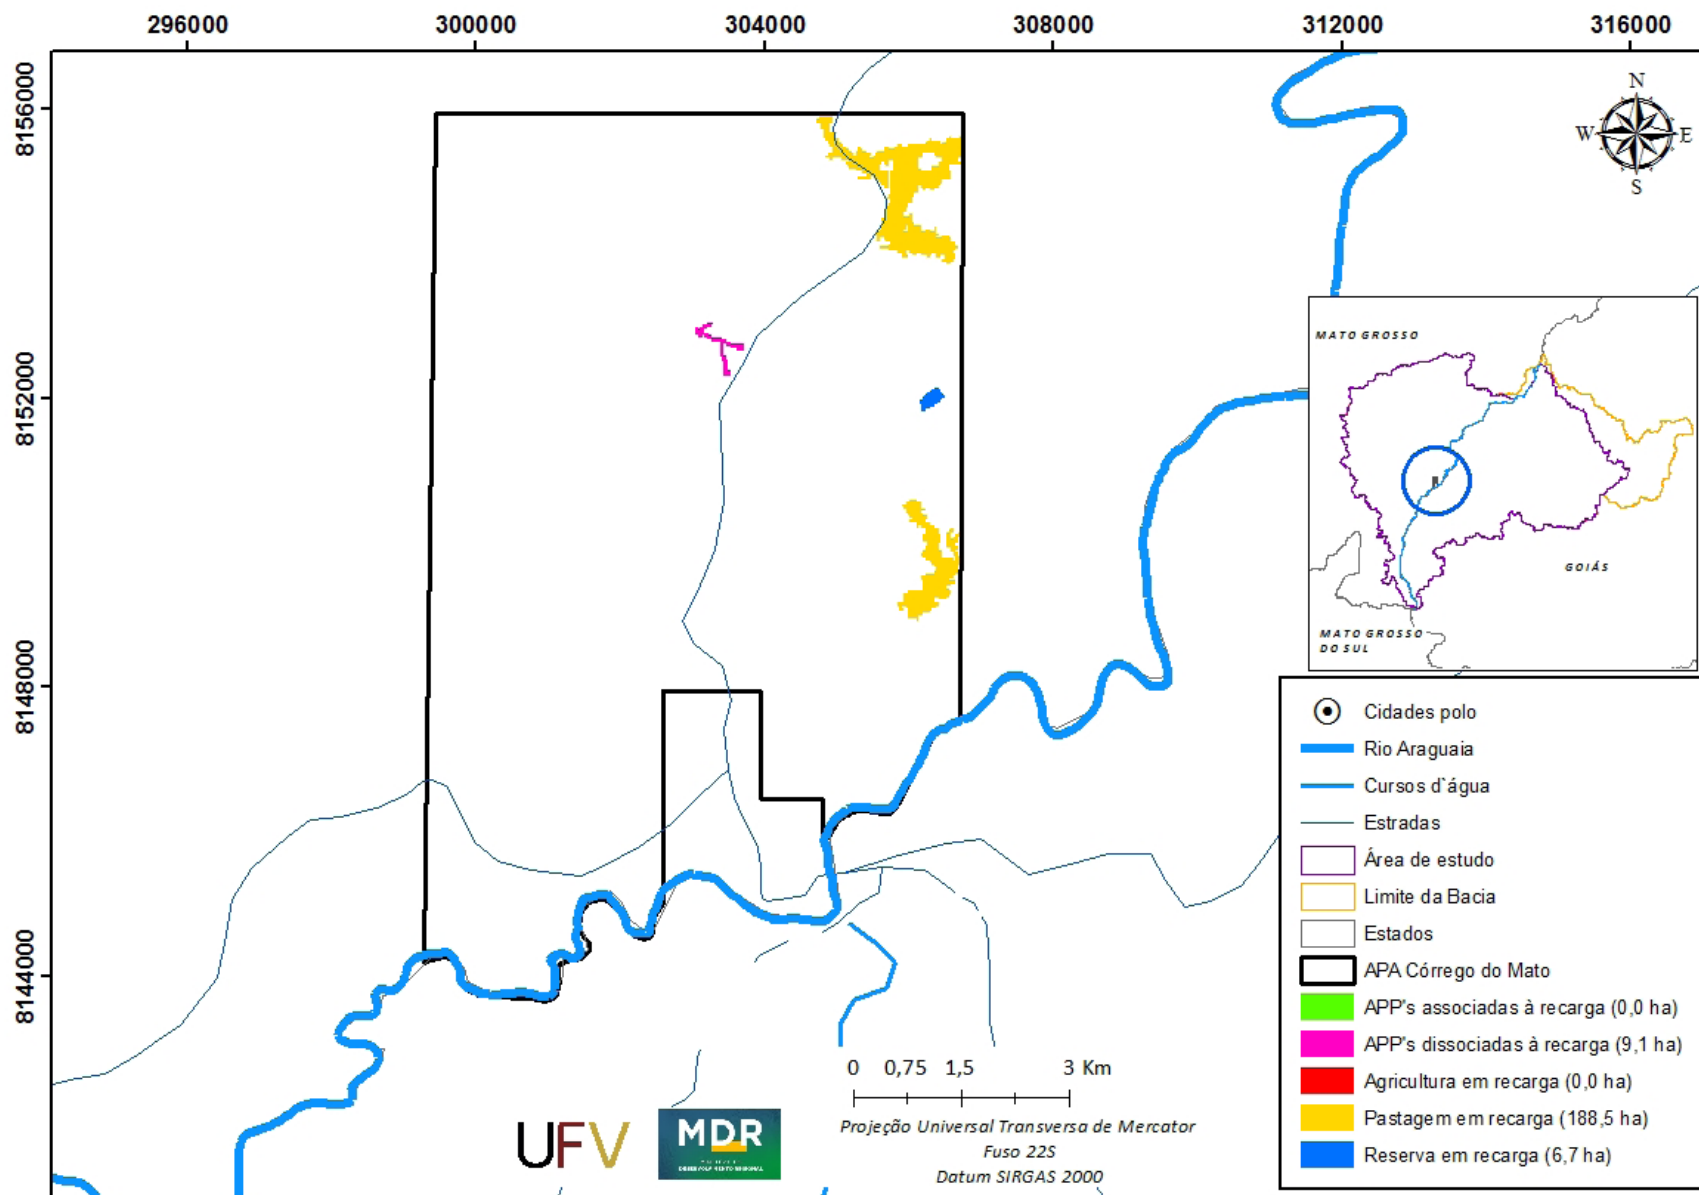 296000 300000 304000 308000 312000 316000
8156000
8152000
8148000
8144000
N
W E
S
MATO GROSSO
GOIÁS
MATO GROSSO
DO SUL
Cidades polo
Rio Araguaia
Cursos d`água
Estradas
Área de estudo
Limite da Bacia
Estados
APA Córrego do Mato
APP's associadas à recarga (0,0 ha)
APP's dissociadas à recarga (9,1 ha)
Agricultura em recarga (0,0 ha)
Pastagem em recarga (188,5 ha)
Reserva em recarga (6,7 ha)
0 0,75 1,5 3 Km
Projeção Universal Transversa de Mercator
Fuso 22S
Datum SIRGAS 2000
UFV
MDR
DESENVOLVIMENTO REGIONAL